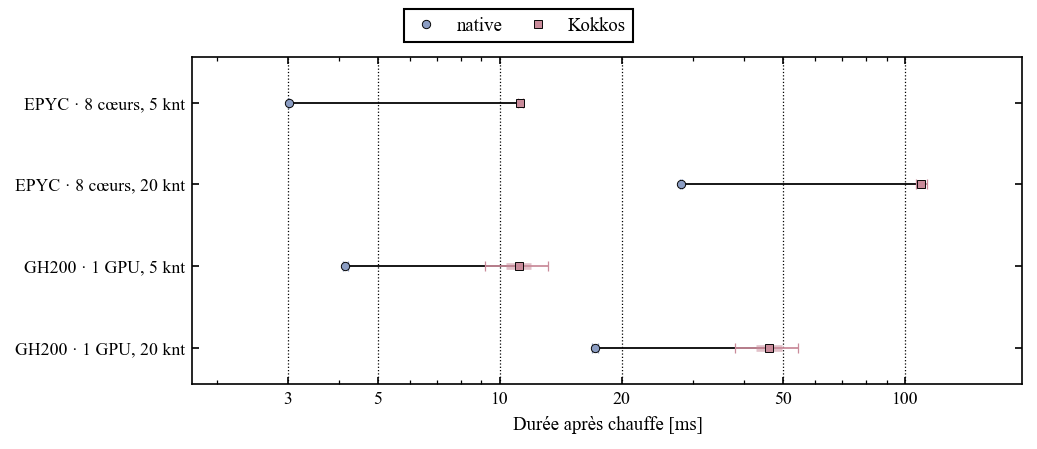 native Kokkos
EPYC · 8 cœurs, 5 knt
EPYC · 8 cœurs, 20 knt
GH200 · 1 GPU, 5 knt
GH200 · 1 GPU, 20 knt
3 5 10 20 50 100
Durée après chauffe [ms]